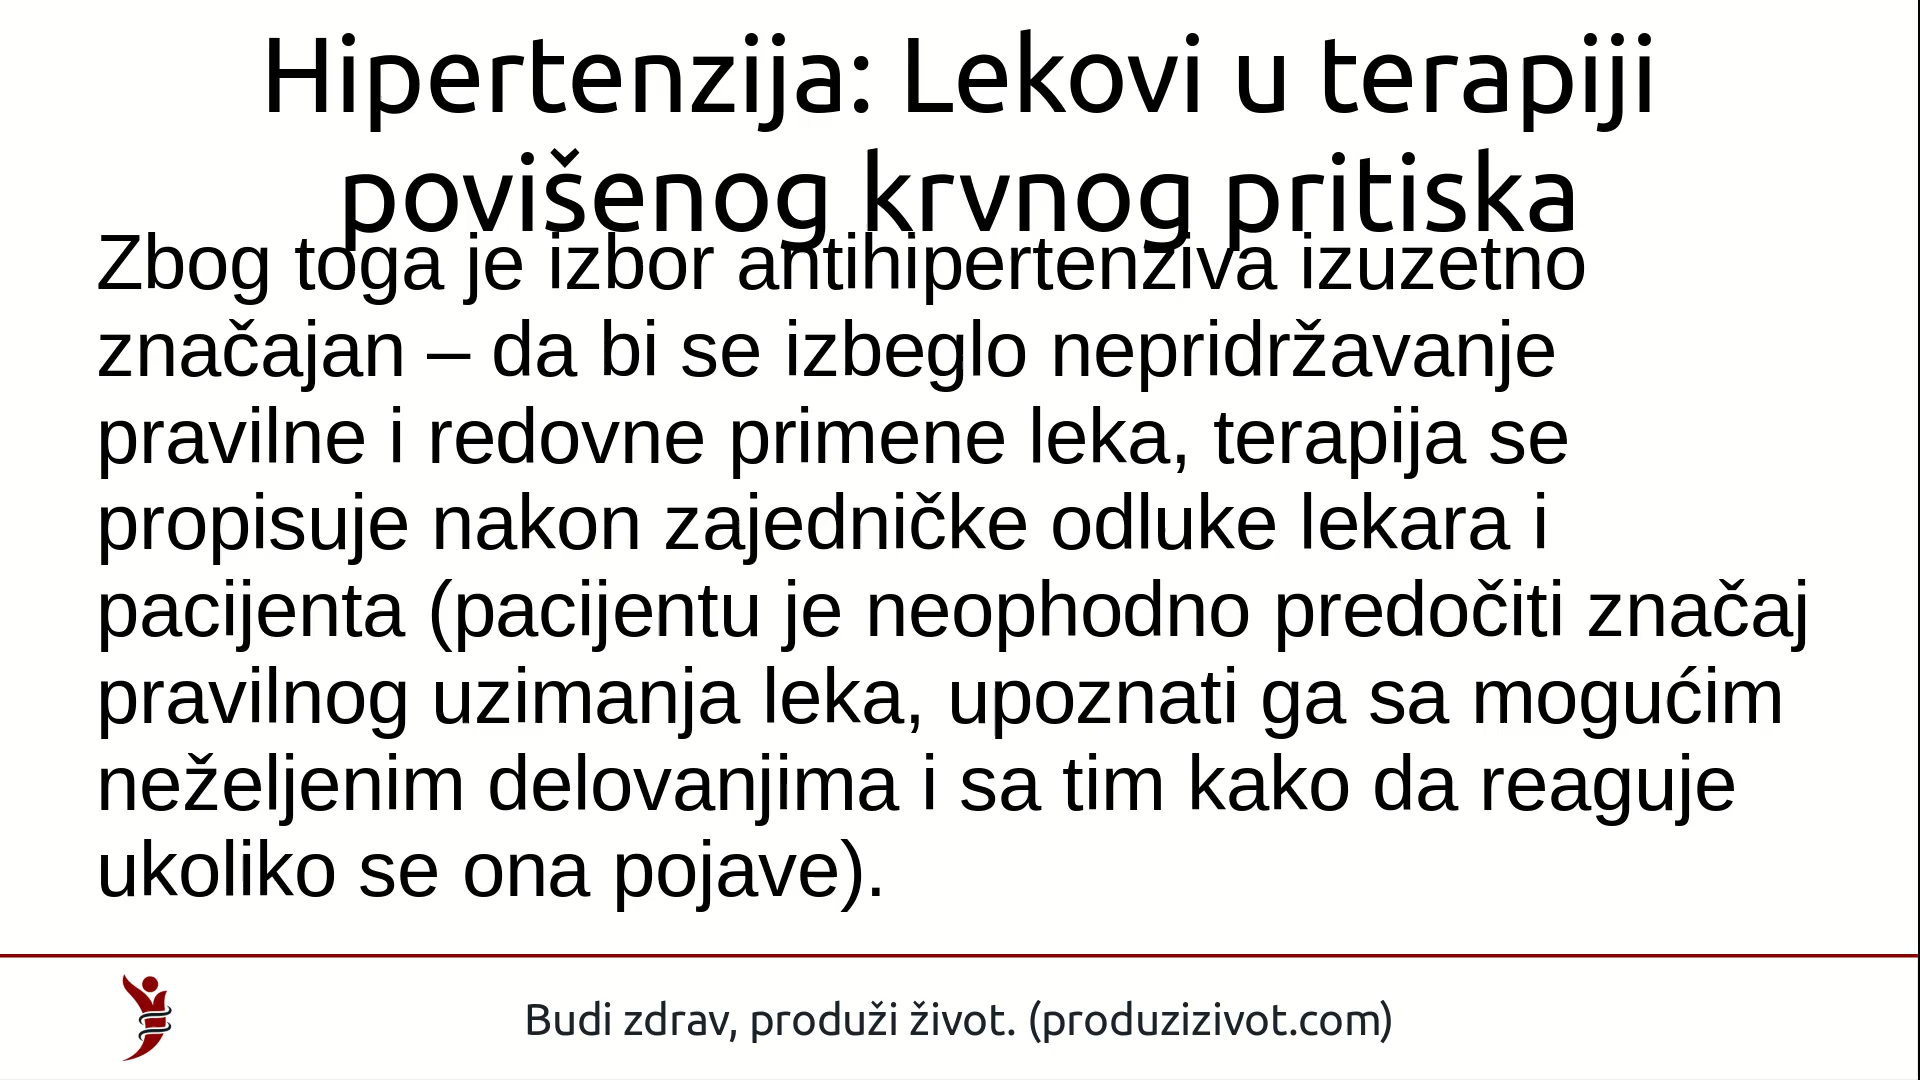 Hipertenzija: Lekovi u terapiji
povišenog krvnog pritiska
Zbog toga je izbor antihipertenziva izuzetno
značajan – da bi se izbeglo nepridržavanje
pravilne i redovne primene leka, terapija se
propisuje nakon zajedničke odluke lekara i
pacijenta (pacijentu je neophodno predočiti značaj
pravilnog uzimanja leka, upoznati ga sa mogućim
neželjenim delovanjima i sa tim kako da reaguje
ukoliko se ona pojave).
Budi zdrav, produži život. (produzizivot.com)